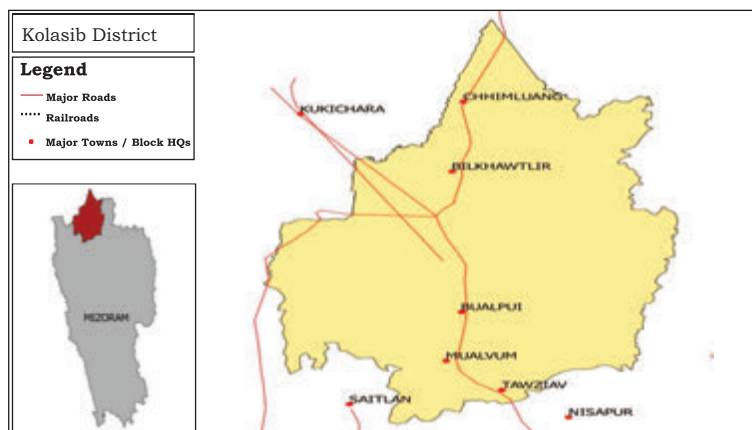 Kolasib District
Legend
Major Roads
Railroads
Major Towns / Block HQs
MIZORAM
KUKICHARA
CHHIMLUANG
BILKHAWTLIR
BUALPUI
MUALVUM
TAWZIAV
SAITLAN
NISAPUR